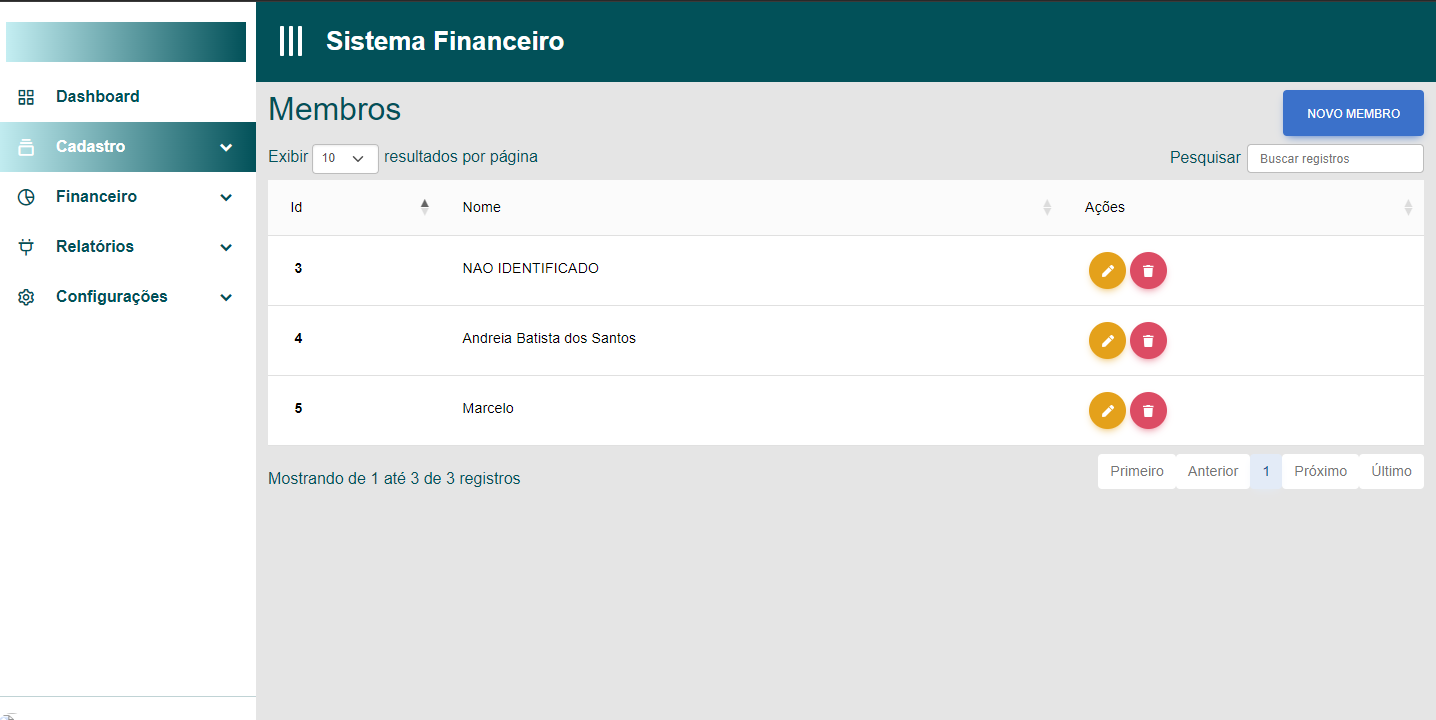 Sistema Financeiro
Dashboard
Cadastro
Financeiro
Relatórios
Configurações
Membros
NOVO MEMBRO
Exibir 10 resultados por página
Pesquisar Buscar registros
Id Nome Ações
3 NAO IDENTIFICADO
4 Andreia Batista dos Santos
5 Marcelo
Mostrando de 1 até 3 de 3 registros
Primeiro Anterior 1 Próximo Último